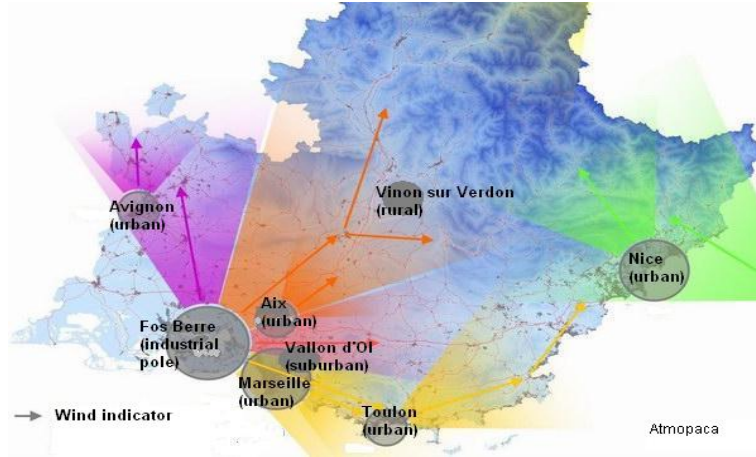 Avignon
(urban)
Vinon sur Verdon
(rural)
Nice
(urban)
Aix
(urban)
Fos Berre
(industrial
pole)
Vallon d'Ol
(suburban)
Marseille
(urban)
Toulon
(urban)
Wind indicator
Atmopaca